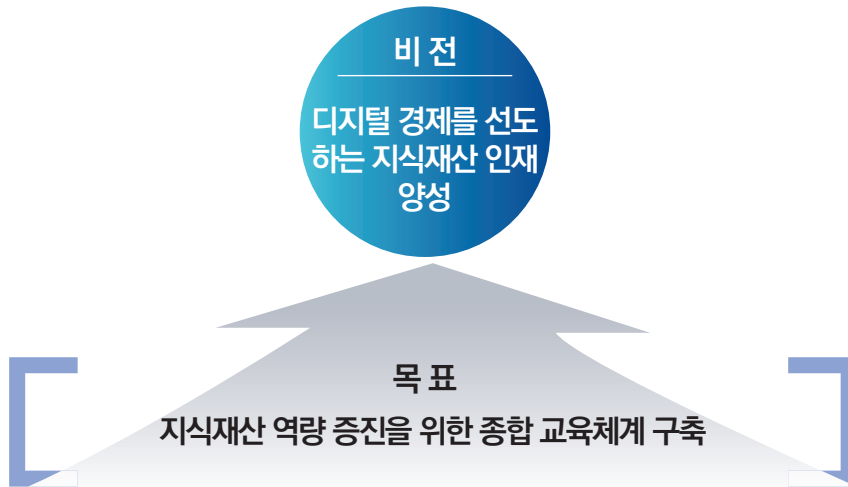 비 전
디지털 경제를 선도
하는 지식재산 인재
양성
목 표
지식재산 역량 증진을 위한 종합 교육체계 구축